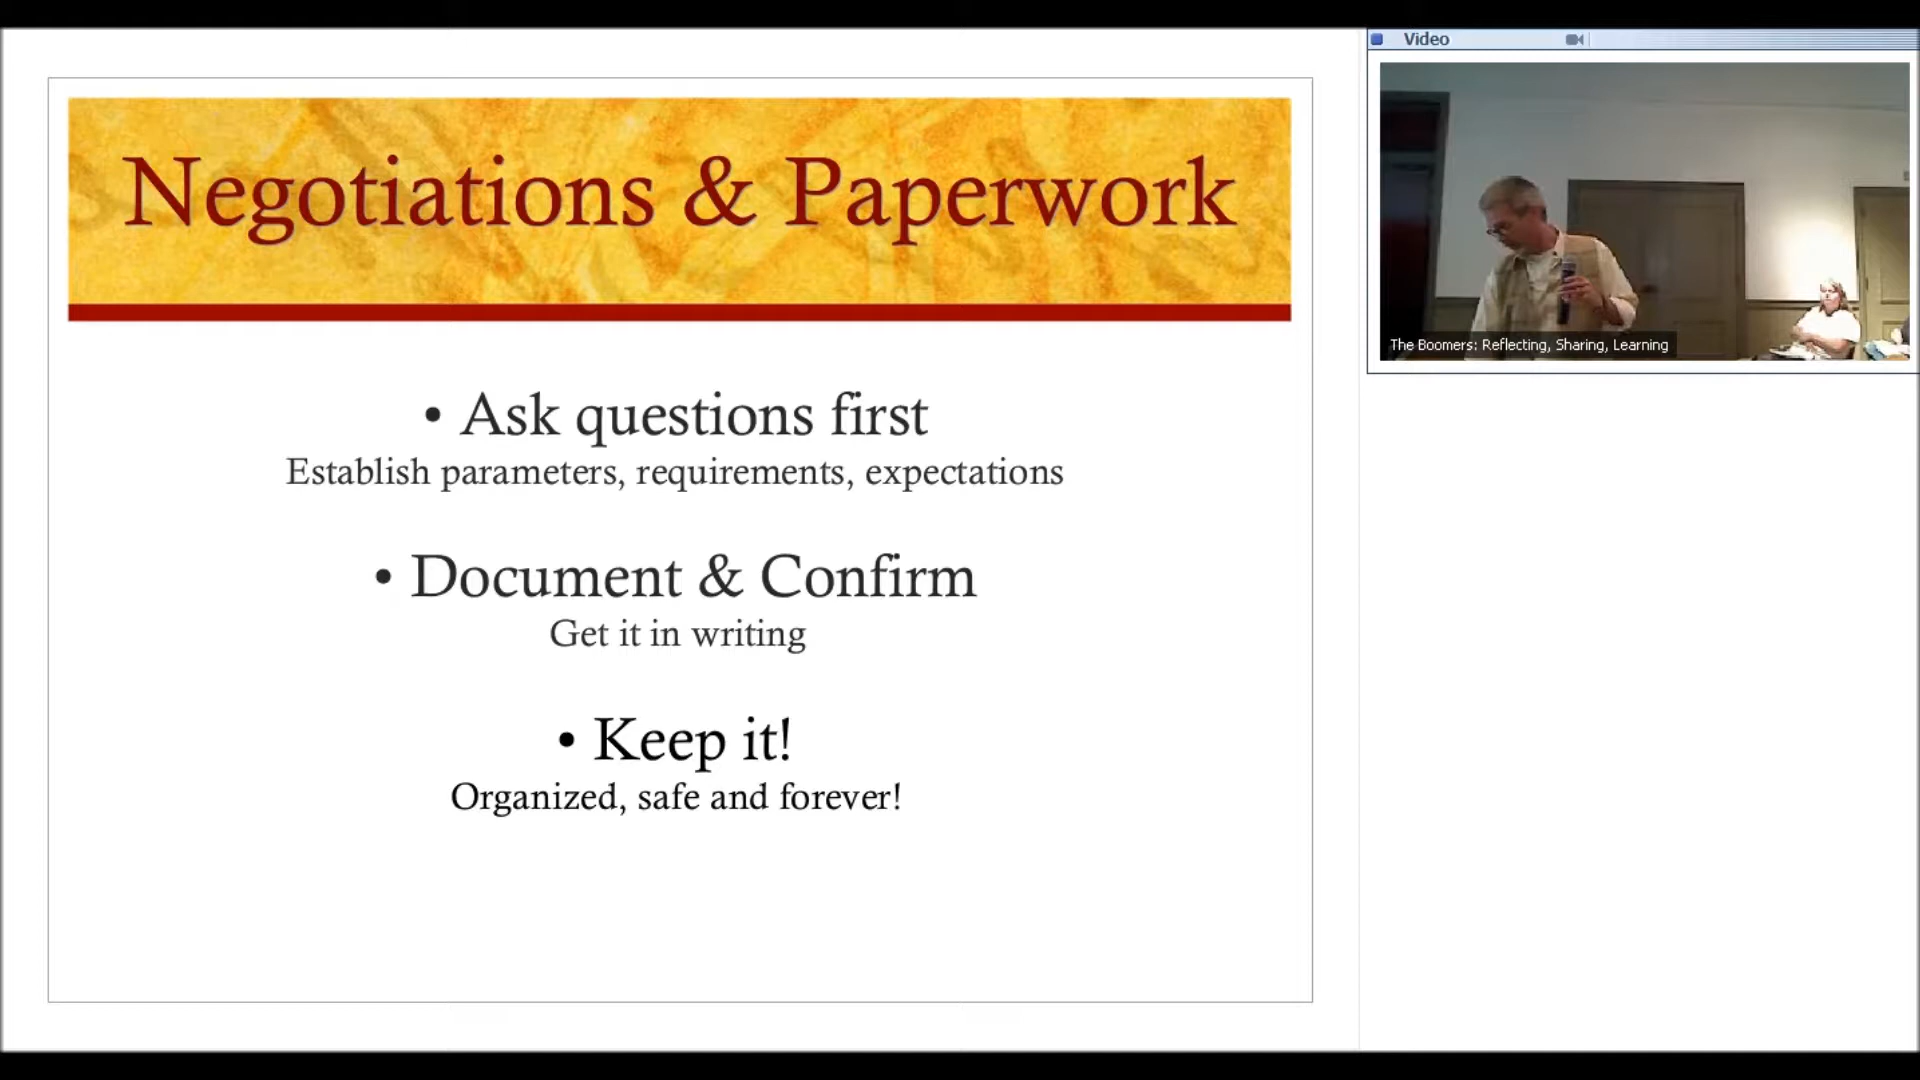 Negotiations & Paperwork
• Ask questions first
Establish parameters, requirements, expectations
• Document & Confirm
Get it in writing
• Keep it!
Organized, safe and forever!
Video
The Boomers: Reflecting, Sharing, Learning